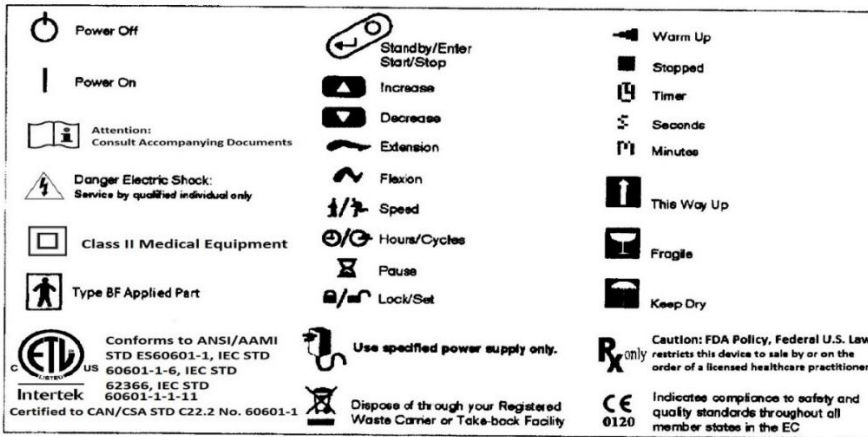 Power Off
Power On
Attention:
Consult Accompanying Documents
Danger Electric Shock:
Service by qualified individual only
Class II Medical Equipment
Type BF Applied Part
Standby/Enter
Start/Stop
Increase
Decrease
Extension
Flexion
Speed
Hours/Cycles
Pause
Lock/Set
Warm Up
Stopped
Timer
Seconds
Minutes
This Way Up
Fragile
Keep Dry
C ETL US
LISTED
Intertek
Conforms to ANSI/AAMI
STD ES60601-1, IEC STD
60601-1-6, IEC STD
62366, IEC STD
60601-1-1-11
Certified to CAN/CSA STD C22.2 No. 60601-1
Use specified power supply only.
Dispose of through your Registered
Waste Carrier or Take-back Facility
Rx only
Caution: FDA Policy, Federal U.S. Law
restricts this device to sale by or on the
order of a licensed healthcare practitioner
CE
0120
Indicates compliance to safety and
quality standards throughout all
member states in the EC